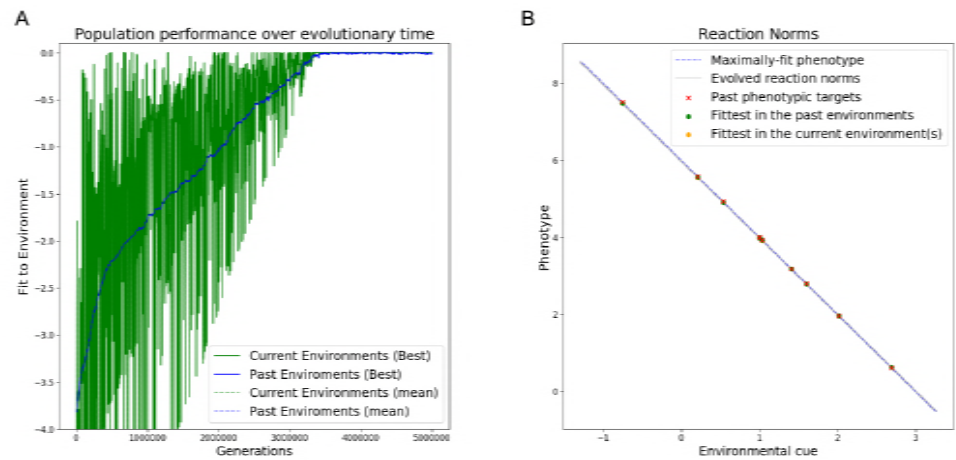 A
Population performance over evolutionary time
0.0
−0.5
−1.0
−1.5
−2.0
−2.5
−3.0
−3.5
−4.0
Fit to Environment
Current Environments (Best)
Past Enviroments (Best)
Current Environments (mean)
Past Enviroments (mean)
0 1000000 2000000 3000000 4000000 5000000
Generations
B
Reaction Norms
Maximally-fit phenotype
Evolved reaction norms
Past phenotypic targets
Fittest in the past environments
Fittest in the current environment(s)
8
6
4
2
0
Phenotype
−1 0 1 2 3
Environmental cue